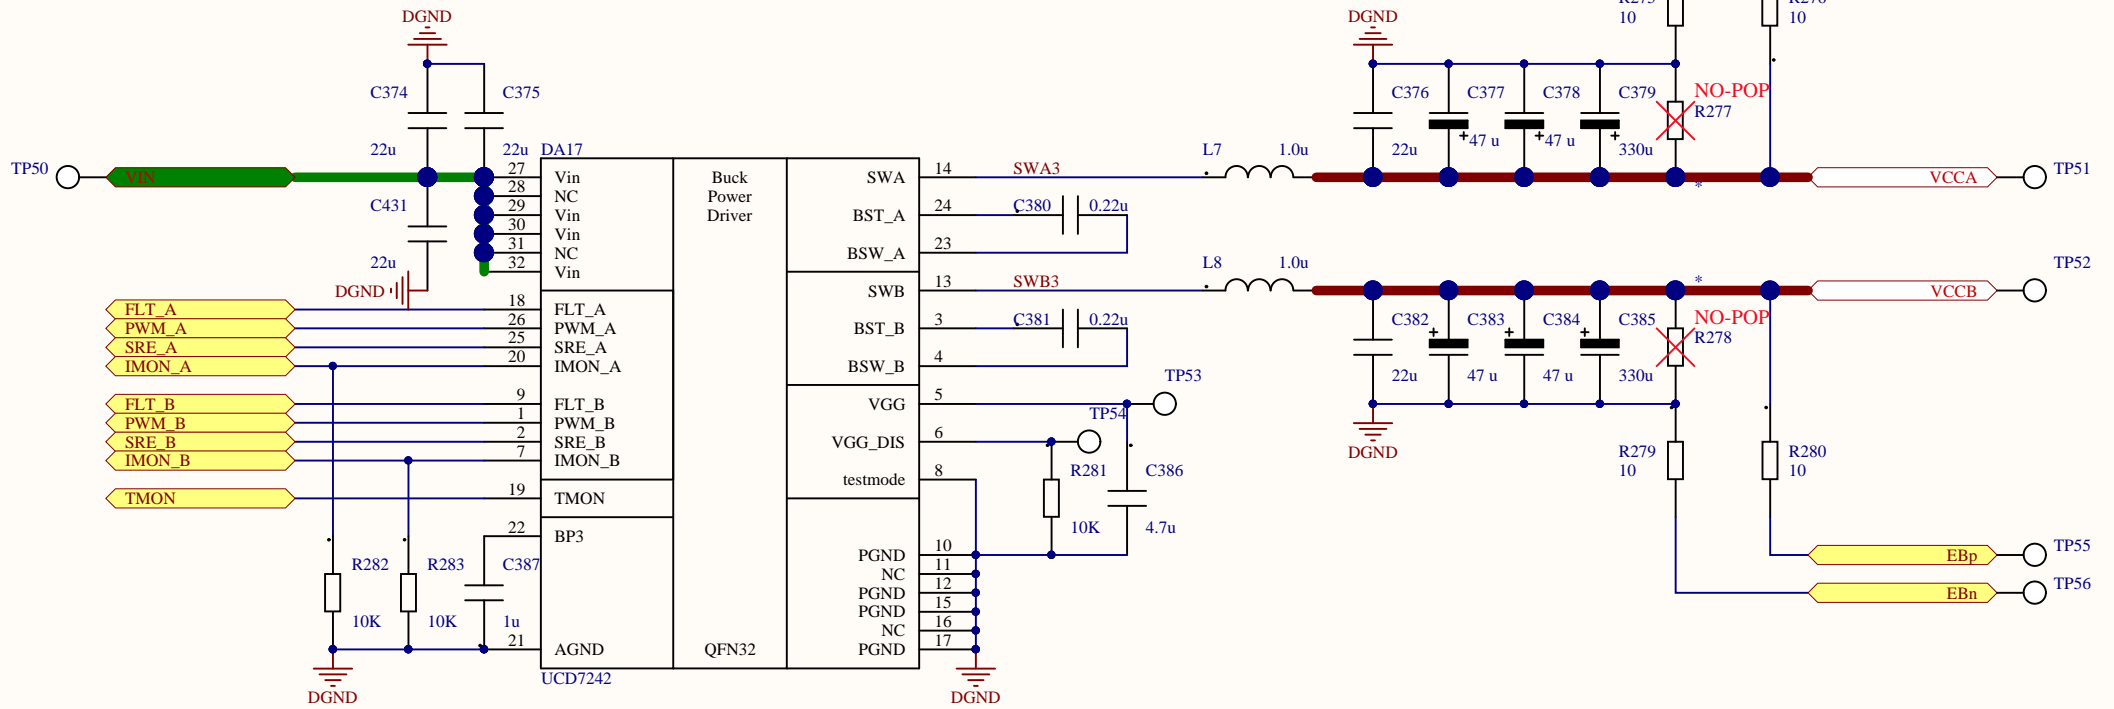 DGND
DGND
R275
10
R276
10
C374
C375
22u
22u
C376
C377
C378
C379
NO-POP
R277
22u
47 u
47 u
330u
TP50
VIN
C431
22u
DGND
DA17
27 Vin
28 NC
29 Vin
30 Vin
31 NC
32 Vin
Buck
Power
Driver
SWA 14
SWA3
L7
1.0u
*
VCCA
TP51
BST_A 24
C380
0.22u
BSW_A 23
SWB 13
SWB3
L8
1.0u
*
VCCB
TP52
BST_B 3
C381
0.22u
BSW_B 4
C382
C383
C384
C385
NO-POP
R278
22u
47 u
47 u
330u
DGND
FLT_A
18 FLT_A
PWM_A
26 PWM_A
SRE_A
25 SRE_A
IMON_A
20 IMON_A
FLT_B
9 FLT_B
PWM_B
1 PWM_B
SRE_B
2 SRE_B
IMON_B
7 IMON_B
TMON
19 TMON
22 BP3
C387
1u
21 AGND
R282
10K
R283
10K
DGND
QFN32
UCD7242
VGG 5
TP53
TP54
VGG_DIS 6
testmode 8
R281
10K
C386
4.7u
PGND 10
NC 11
PGND 12
PGND 15
NC 16
PGND 17
DGND
R279
10
R280
10
EBp
TP55
EBn
TP56